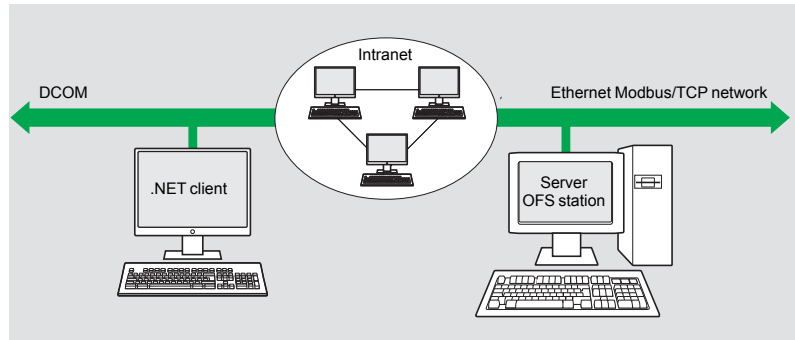 Intranet
DCOM
Ethernet Modbus/TCP network
.NET client
Server
OFS station